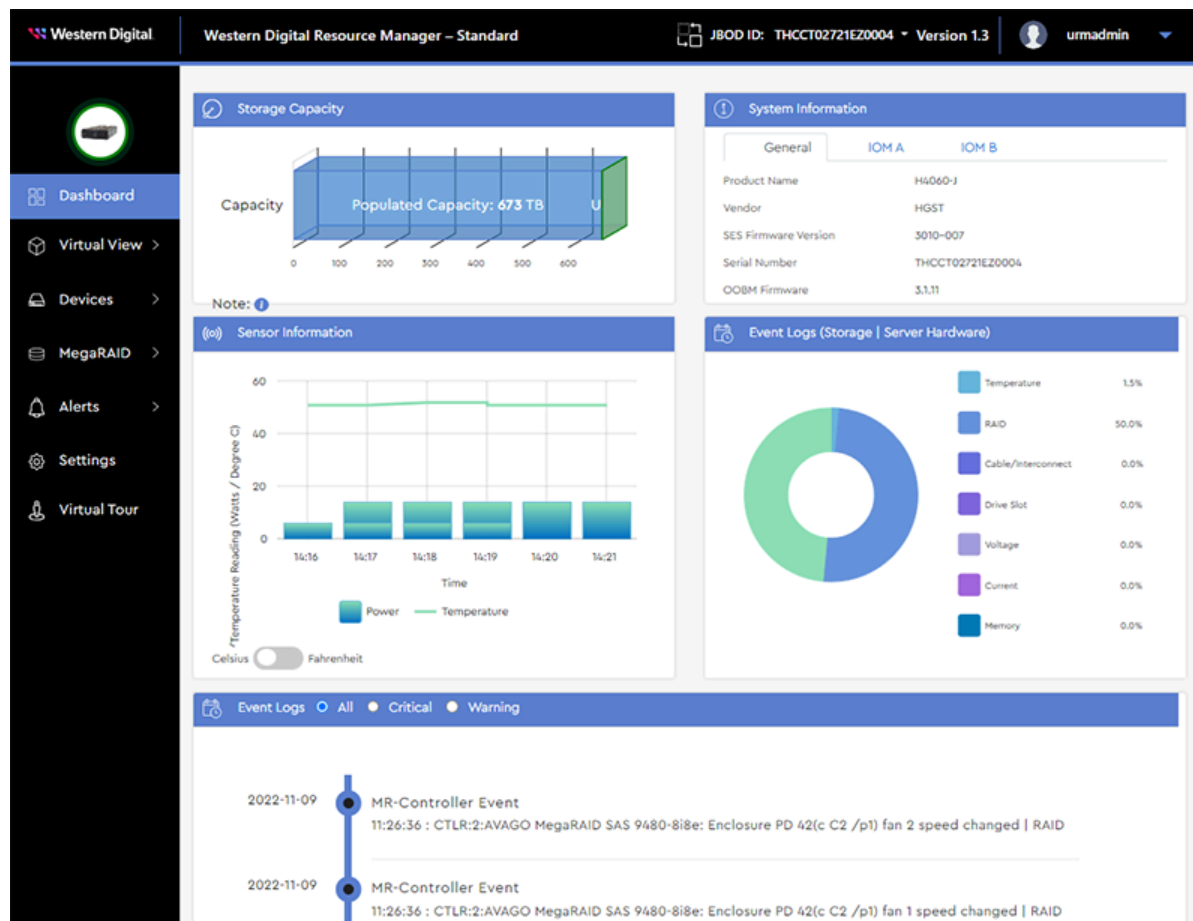 Western Digital.
Western Digital Resource Manager – Standard
JBOD ID: THCCT02721EZ0004
Version 1.3
urmadmin
Dashboard
Virtual View
Devices
MegaRAID
Alerts
Settings
Virtual Tour
Storage Capacity
Capacity
Populated Capacity: 673 TB
U
0 100 200 300 400 500 600
Note:
System Information
General IOM A IOM B
Product Name H4060-J
Vendor HGST
SES Firmware Version 3010-007
Serial Number THCCT02721EZ0004
OOBM Firmware 3.1.11
Sensor Information
60
40
20
0
Temperature Reading (Watts / Degree C)
14:16 14:17 14:18 14:19 14:20 14:21
Time
Power Temperature
Celsius Fahrenheit
Event Logs (Storage | Server Hardware)
Temperature 1.5%
RAID 50.0%
Cable/Interconnect 0.0%
Drive Slot 0.0%
Voltage 0.0%
Current 0.0%
Memory 0.0%
Event Logs All Critical Warning
2022-11-09 MR-Controller Event
11:26:36 : CTLR:2:AVAGO MegaRAID SAS 9480-8i8e: Enclosure PD 42(c C2 /p1) fan 2 speed changed | RAID
2022-11-09 MR-Controller Event
11:26:36 : CTLR:2:AVAGO MegaRAID SAS 9480-8i8e: Enclosure PD 42(c C2 /p1) fan 1 speed changed | RAID